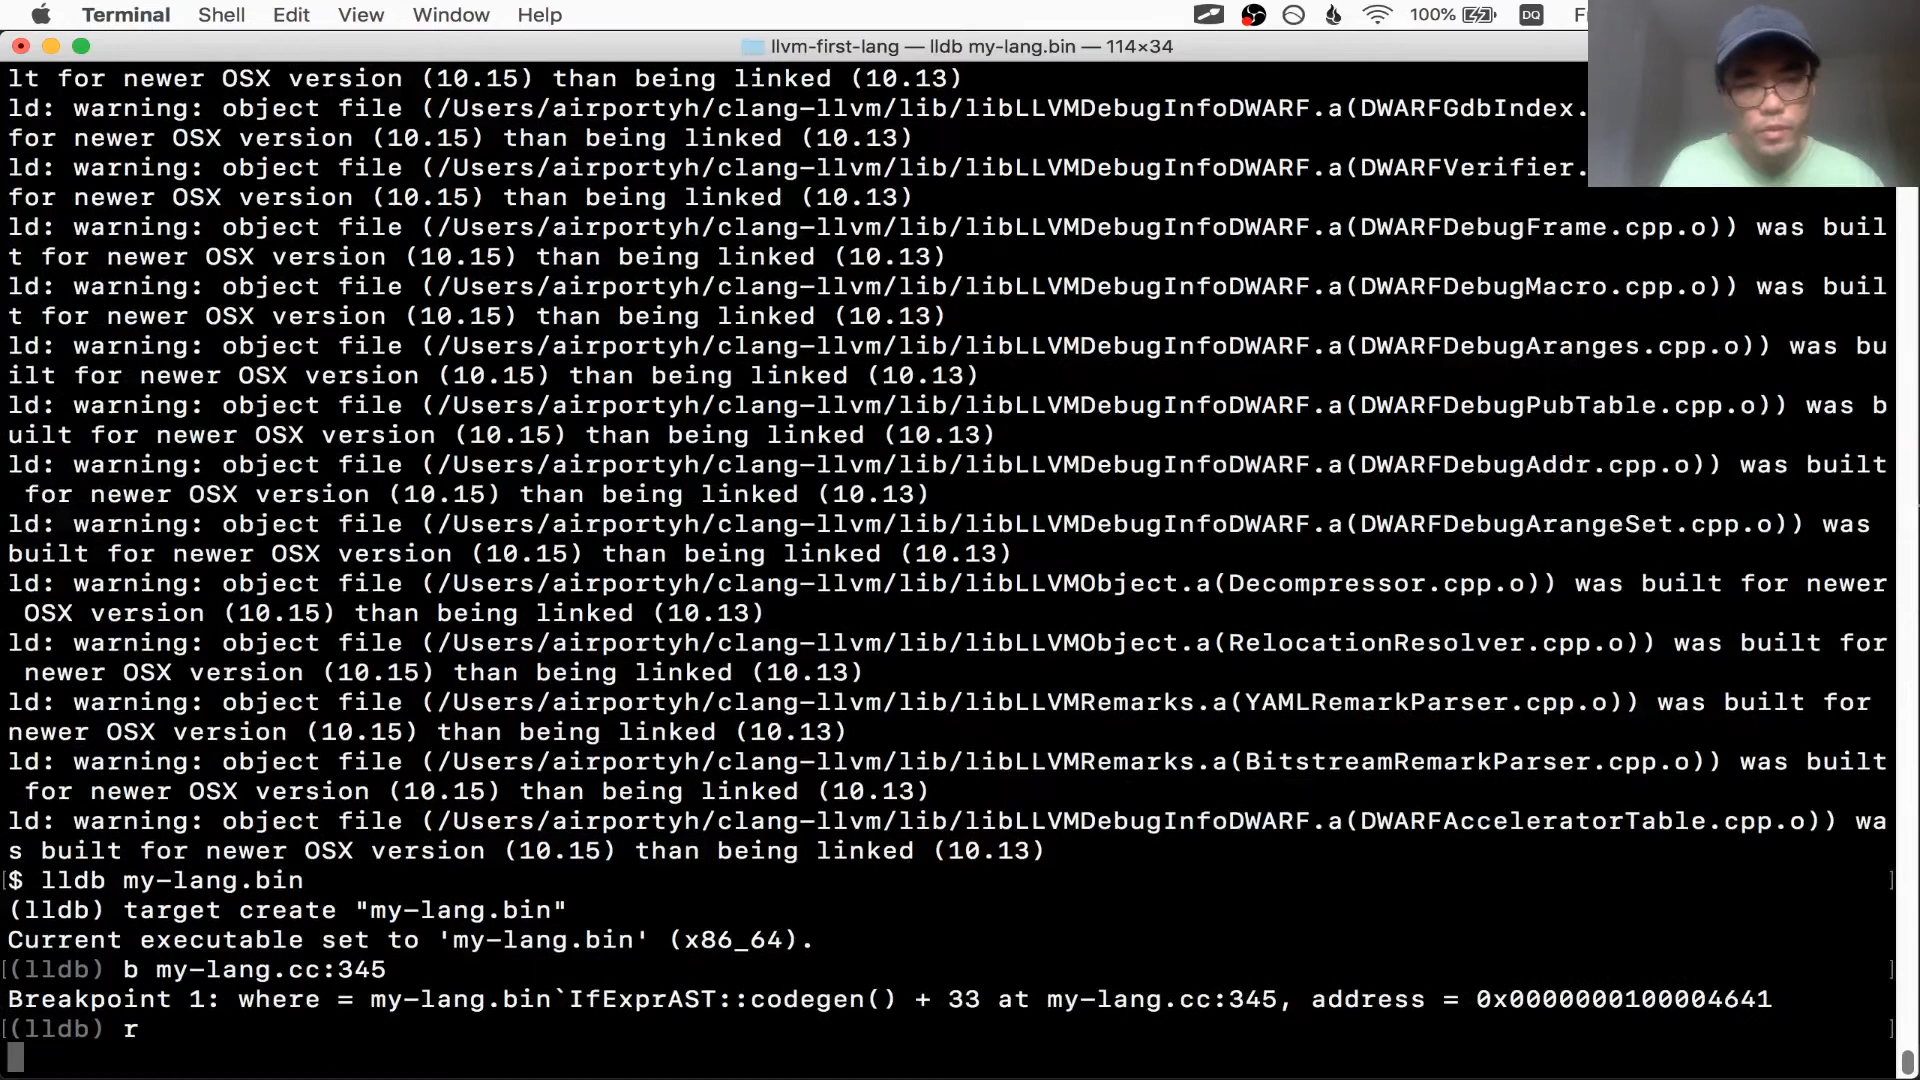 Terminal Shell Edit View Window Help 100% DQ
llvm-first-lang — lldb my-lang.bin — 114×34
lt for newer OSX version (10.15) than being linked (10.13)
ld: warning: object file (/Users/airportyh/clang-llvm/lib/libLLVMDebugInfoDWARF.a(DWARFGdbIndex.
for newer OSX version (10.15) than being linked (10.13)
ld: warning: object file (/Users/airportyh/clang-llvm/lib/libLLVMDebugInfoDWARF.a(DWARFVerifier.
for newer OSX version (10.15) than being linked (10.13)
ld: warning: object file (/Users/airportyh/clang-llvm/lib/libLLVMDebugInfoDWARF.a(DWARFDebugFrame.cpp.o)) was buil
t for newer OSX version (10.15) than being linked (10.13)
ld: warning: object file (/Users/airportyh/clang-llvm/lib/libLLVMDebugInfoDWARF.a(DWARFDebugMacro.cpp.o)) was buil
t for newer OSX version (10.15) than being linked (10.13)
ld: warning: object file (/Users/airportyh/clang-llvm/lib/libLLVMDebugInfoDWARF.a(DWARFDebugAranges.cpp.o)) was bu
ilt for newer OSX version (10.15) than being linked (10.13)
ld: warning: object file (/Users/airportyh/clang-llvm/lib/libLLVMDebugInfoDWARF.a(DWARFDebugPubTable.cpp.o)) was b
uilt for newer OSX version (10.15) than being linked (10.13)
ld: warning: object file (/Users/airportyh/clang-llvm/lib/libLLVMDebugInfoDWARF.a(DWARFDebugAddr.cpp.o)) was built
for newer OSX version (10.15) than being linked (10.13)
ld: warning: object file (/Users/airportyh/clang-llvm/lib/libLLVMDebugInfoDWARF.a(DWARFDebugArangeSet.cpp.o)) was
built for newer OSX version (10.15) than being linked (10.13)
ld: warning: object file (/Users/airportyh/clang-llvm/lib/libLLVMObject.a(Decompressor.cpp.o)) was built for newer
OSX version (10.15) than being linked (10.13)
ld: warning: object file (/Users/airportyh/clang-llvm/lib/libLLVMObject.a(RelocationResolver.cpp.o)) was built for
newer OSX version (10.15) than being linked (10.13)
ld: warning: object file (/Users/airportyh/clang-llvm/lib/libLLVMRemarks.a(YAMLRemarkParser.cpp.o)) was built for
newer OSX version (10.15) than being linked (10.13)
ld: warning: object file (/Users/airportyh/clang-llvm/lib/libLLVMRemarks.a(BitstreamRemarkParser.cpp.o)) was built
for newer OSX version (10.15) than being linked (10.13)
ld: warning: object file (/Users/airportyh/clang-llvm/lib/libLLVMDebugInfoDWARF.a(DWARFAcceleratorTable.cpp.o)) wa
s built for newer OSX version (10.15) than being linked (10.13)
[$ lldb my-lang.bin ]
(lldb) target create "my-lang.bin"
Current executable set to 'my-lang.bin' (x86_64).
[(lldb) b my-lang.cc:345 ]
Breakpoint 1: where = my-lang.bin`IfExprAST::codegen() + 33 at my-lang.cc:345, address = 0x0000000100004641
[(lldb) r ]